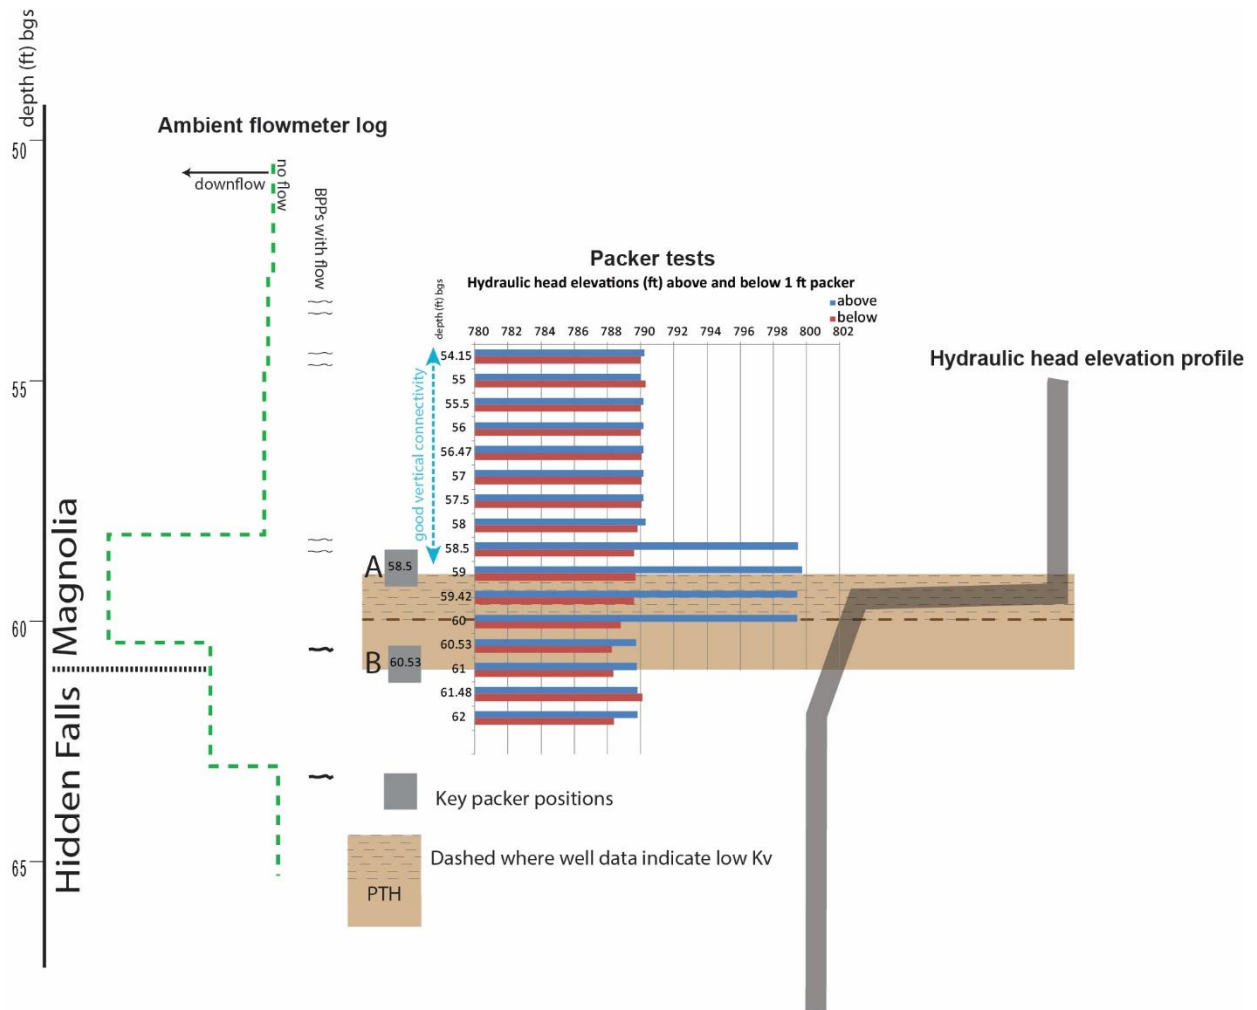 depth (ft) bgs
50
55
60
65
Magnolia
Hidden Falls
Ambient flowmeter log
downflow
no flow
BPPs with flow
Packer tests
Hydraulic head elevations (ft) above and below 1 ft packer
above
below
depth (ft) bgs
780 782 784 786 788 790 792 794 796 798 800 802
54.15
55
55.5
56
56.47
57
57.5
58
58.5
59
59.42
60
60.53
61
61.48
62
good vertical connectivity
A 58.5
B 60.53
Hydraulic head elevation profile
Key packer positions
Dashed where well data indicate low Kv
PTH